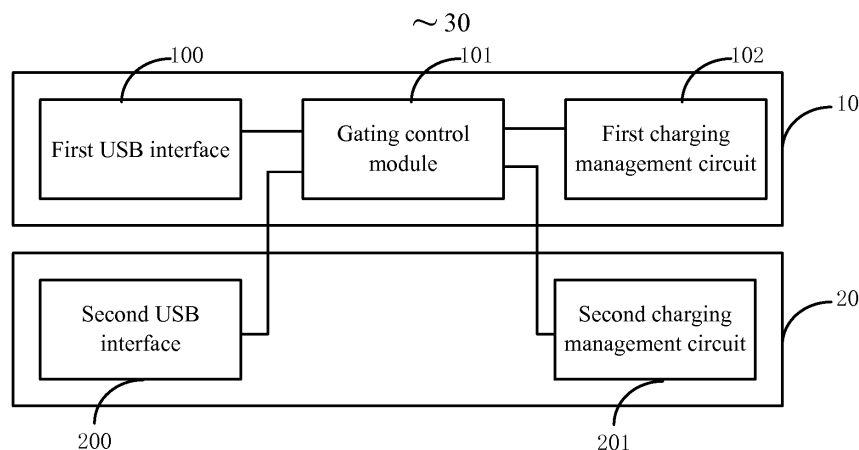 ~30
100
101
102
10
First USB interface
Gating control
module
First charging
management circuit
20
Second USB
interface
Second charging
management circuit
200
201